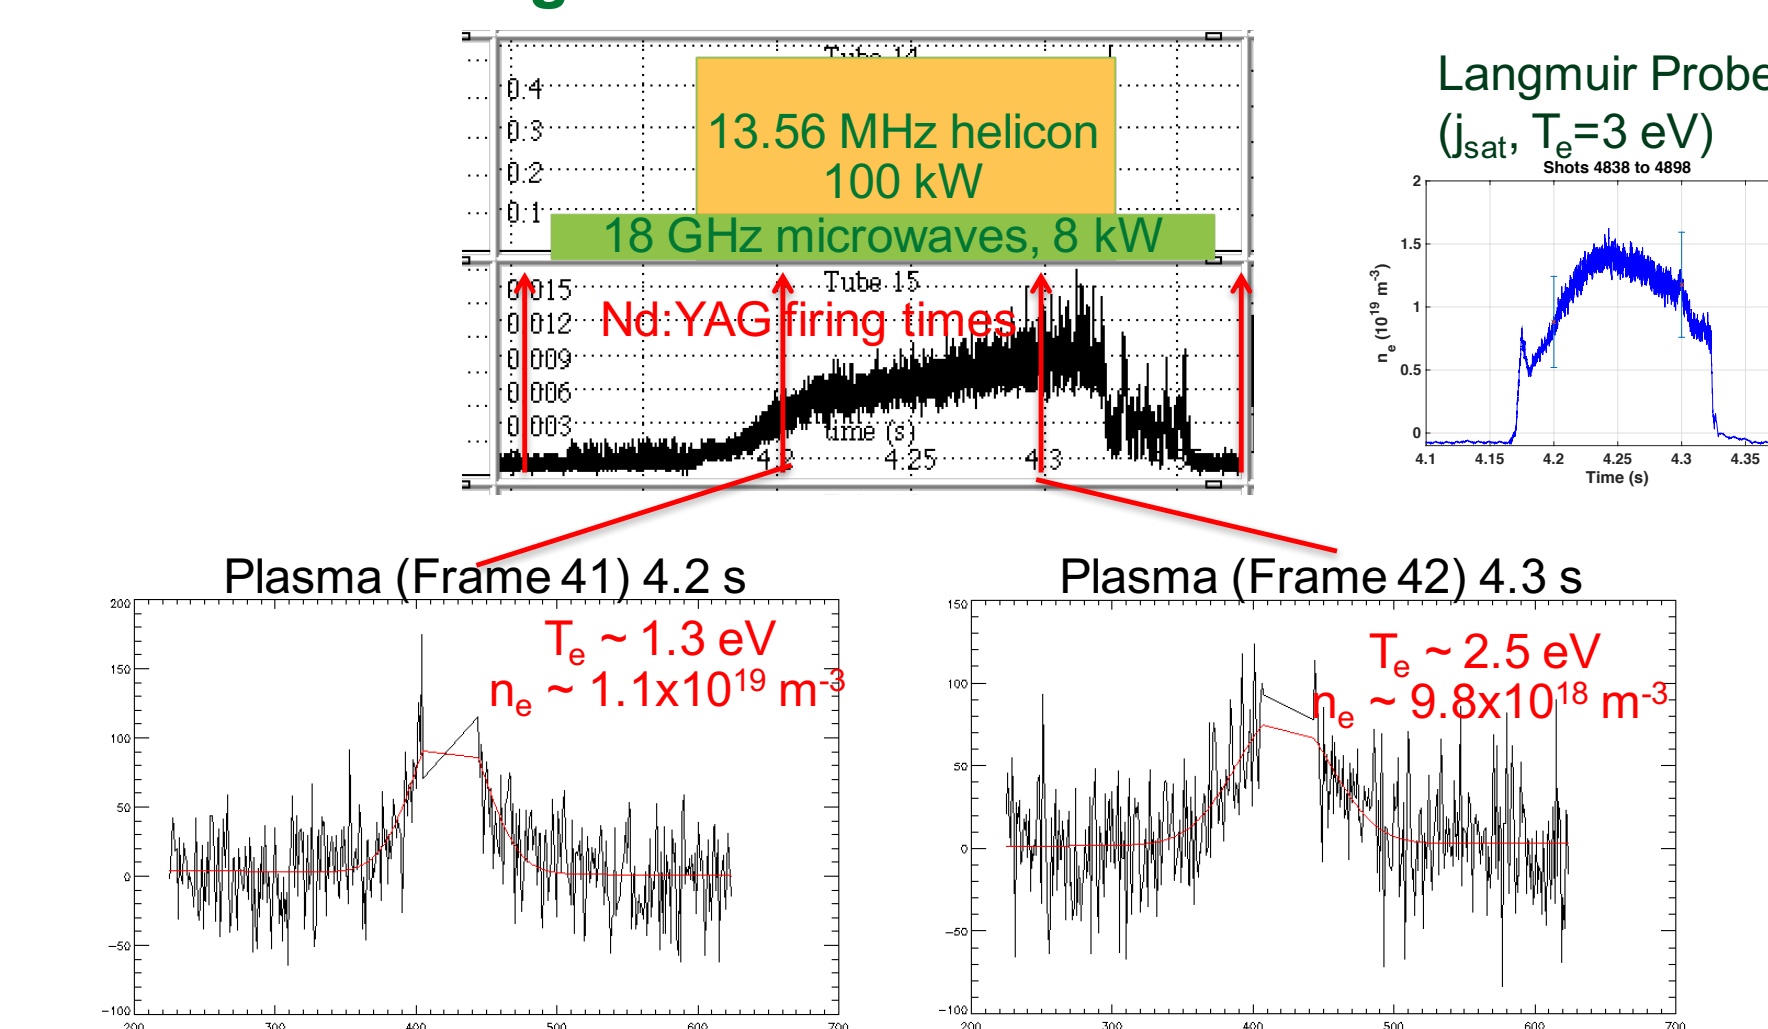 g
Tube 14
0.4
0.3
0.2
0.1
13.56 MHz helicon
100 kW
18 GHz microwaves, 8 kW
Tube 15
0.015
0.012
0.009
0.006
0.003
Nd:YAG firing times
time (s)
4.2 4.25 4.3
Langmuir Probe
(jsat, Te=3 eV)
Shots 4838 to 4898
2
1.5
1
0.5
0
ne (10^19 m^-3)
4.1 4.15 4.2 4.25 4.3 4.35
Time (s)
Plasma (Frame 41) 4.2 s
Te ~ 1.3 eV
ne ~ 1.1x10^19 m^-3
200
150
100
50
0
-50
-100
200 300 400 500 600 700
Plasma (Frame 42) 4.3 s
Te ~ 2.5 eV
ne ~ 9.8x10^18 m^-3
150
100
50
0
-50
-100
200 300 400 500 600 700